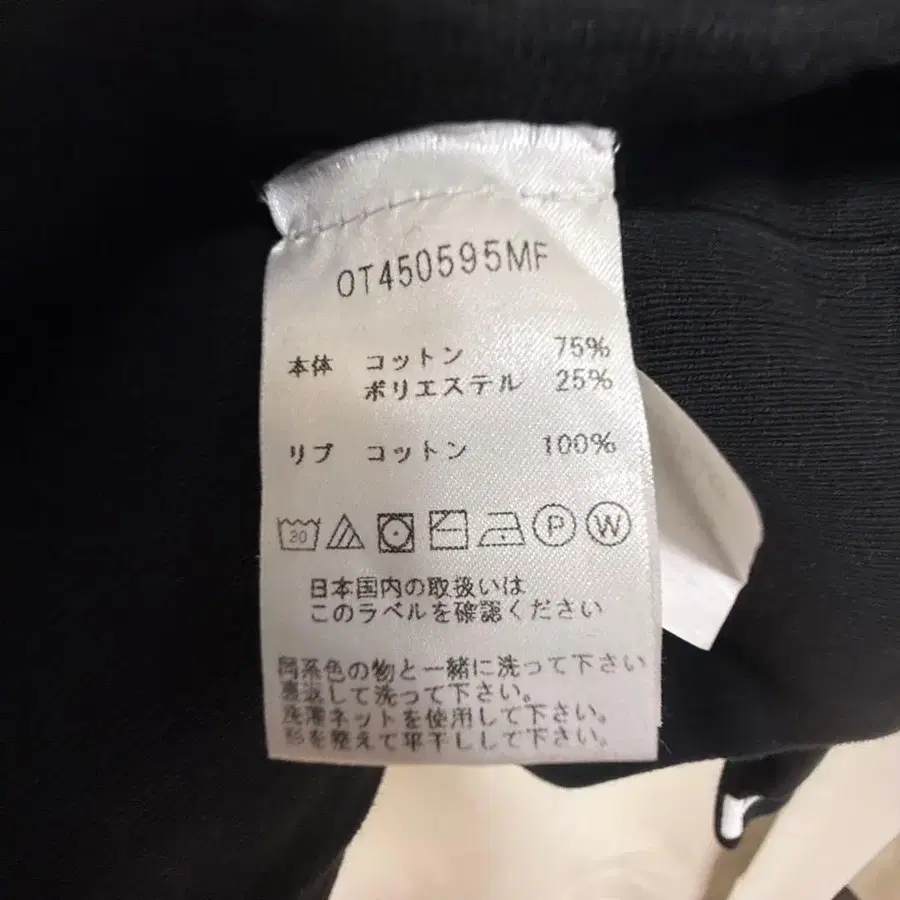 OT450595MF
本体 コットン 75%
ポリエステル 25%
リブ コットン 100%
30 P W
日本国内の取扱いは
このラベルを確認ください
同系色の物と一緒に洗って下さい
裏返して洗って下さい。
洗濯ネットを使用して下さい。
形を整えて平干しして下さい。